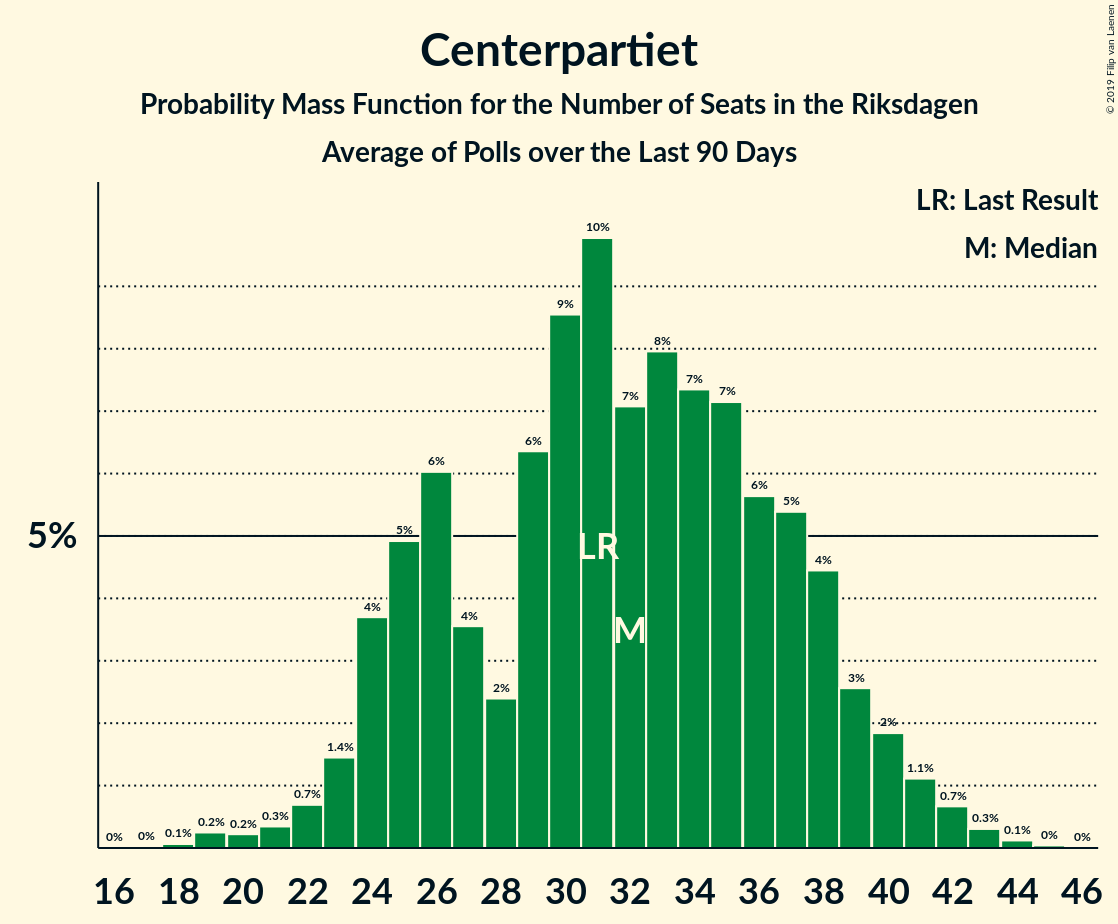 Centerpartiet
Probability Mass Function for the Number of Seats in the Riksdagen
Average of Polls over the Last 90 Days
© 2019 Filip van Laenen
LR: Last Result
M: Median
5%
0% 0% 0.1% 0.2% 0.2% 0.3% 0.7% 1.4% 4% 5% 6% 4% 2% 6% 9% 10% 7% 8% 7% 7% 6% 5% 4% 3% 2% 1.1% 0.7% 0.3% 0.1% 0% 0%
LR
M
16 18 20 22 24 26 28 30 32 34 36 38 40 42 44 46